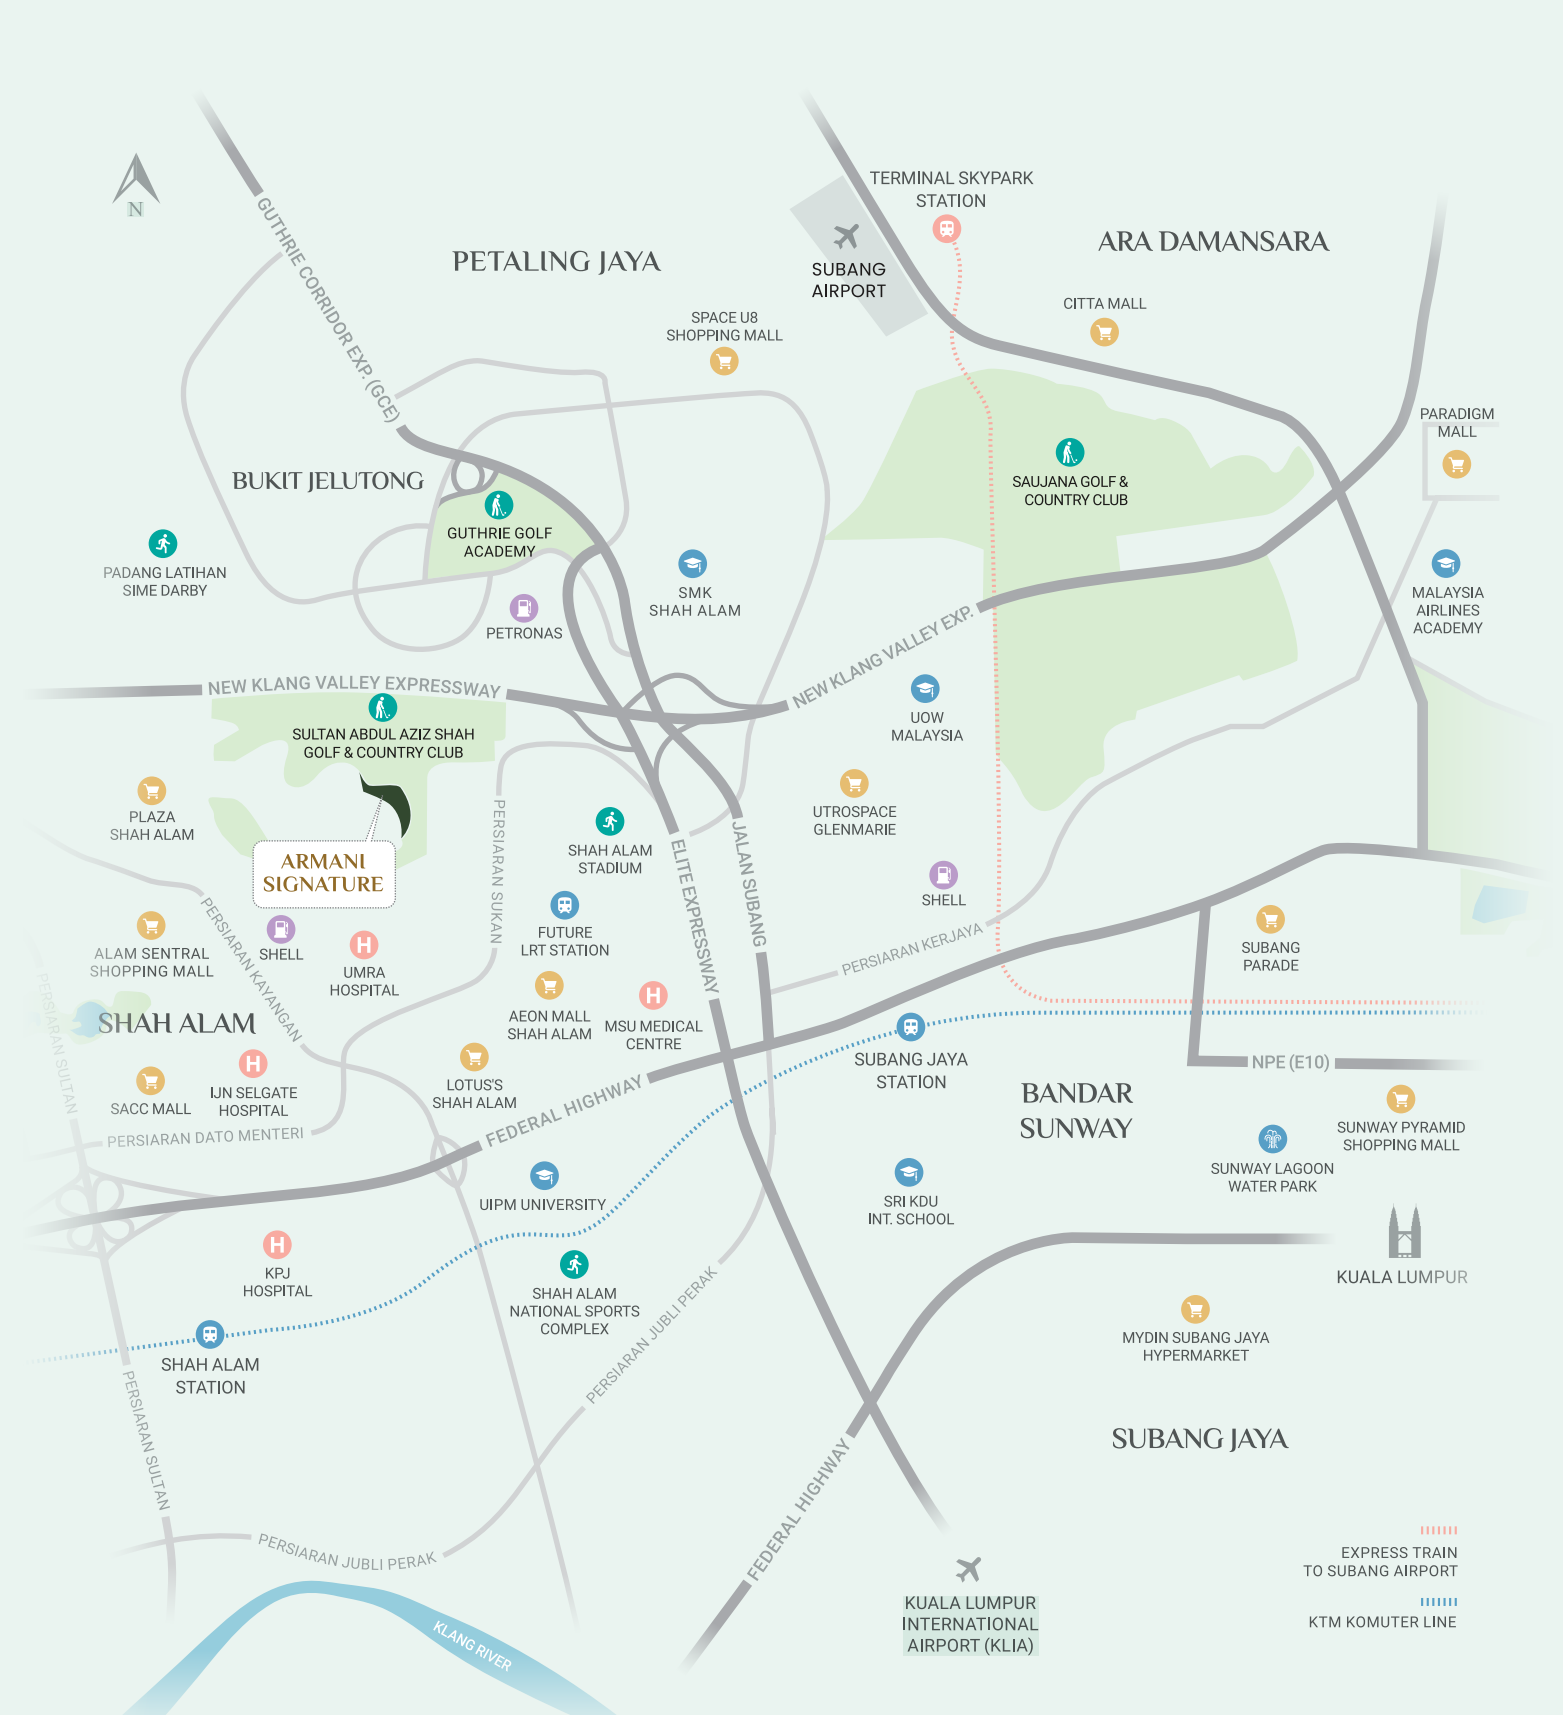 TERMINAL SKYPARK
STATION
N
GUTHRIE CORRIDOR EXP. (GCE)
PETALING JAYA
SUBANG
AIRPORT
ARA DAMANSARA
CITTA MALL
SPACE U8
SHOPPING MALL
PARADIGM
MALL
BUKIT JELUTONG
SAUJANA GOLF &
COUNTRY CLUB
GUTHRIE GOLF
ACADEMY
PADANG LATIHAN
SIME DARBY
SMK
SHAH ALAM
MALAYSIA
AIRLINES
ACADEMY
PETRONAS
NEW KLANG VALLEY EXP.
NEW KLANG VALLEY EXPRESSWAY
SULTAN ABDUL AZIZ SHAH
GOLF & COUNTRY CLUB
UOW
MALAYSIA
PLAZA
SHAH ALAM
UTROSPACE
GLENMARIE
PERSIARAN SUKAN
SHAH ALAM
STADIUM
ELITE EXPRESSWAY
JALAN SUBANG
ARMANI
SIGNATURE
SHELL
PERSIARAN KAYANGAN
FUTURE
LRT STATION
PERSIARAN KERJAYA
SUBANG
PARADE
ALAM SENTRAL
SHOPPING MALL
SHELL
UMRA
HOSPITAL
PERSIARAN SULTAN
SHAH ALAM
AEON MALL
SHAH ALAM
MSU MEDICAL
CENTRE
SUBANG JAYA
STATION
NPE (E10)
BANDAR
SUNWAY
SACC MALL
IJN SELGATE
HOSPITAL
LOTUS'S
SHAH ALAM
FEDERAL HIGHWAY
PERSIARAN DATO MENTERI
SUNWAY PYRAMID
SHOPPING MALL
SUNWAY LAGOON
WATER PARK
UIPM UNIVERSITY
SRI KDU
INT. SCHOOL
KPJ
HOSPITAL
KUALA LUMPUR
SHAH ALAM
NATIONAL SPORTS
COMPLEX
PERSIARAN JUBLI PERAK
MYDIN SUBANG JAYA
HYPERMARKET
SHAH ALAM
STATION
PERSIARAN SULTAN
SUBANG JAYA
FEDERAL HIGHWAY
PERSIARAN JUBLI PERAK
EXPRESS TRAIN
TO SUBANG AIRPORT
KLANG RIVER
KUALA LUMPUR
INTERNATIONAL
AIRPORT (KLIA)
KTM KOMUTER LINE
H
H
H
H